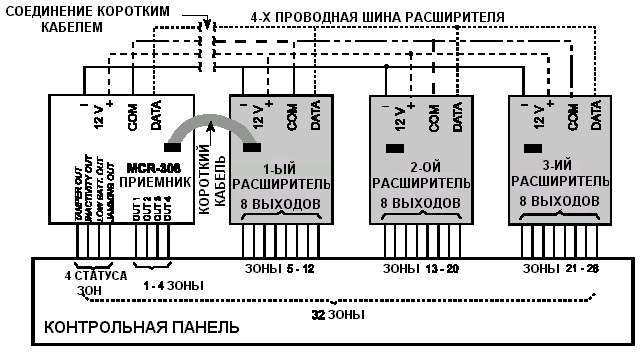 СОЕДИНЕНИЕ КОРОТКИМ
КАБЕЛЕМ
4-Х ПРОВОДНАЯ ШИНА РАСШИРИТЕЛЯ
– 12 V + COM DATA
– 12 V + COM DATA
– 12 V + COM DATA
– 12 V + COM DATA
MCR-308
ПРИЕМНИК
TAMPER OUT
INACTIVITY OUT
LOW BATT. OUT
JAMMING OUT
OUT 1
OUT 2
OUT 3
OUT 4
КОРОТКИЙ
КАБЕЛЬ
1-ЫЙ
РАСШИРИТЕЛЬ
8 ВЫХОДОВ
2-ОЙ
РАСШИРИТЕЛЬ
8 ВЫХОДОВ
3-ИЙ
РАСШИРИТЕЛЬ
8 ВЫХОДОВ
4 СТАТУСА
ЗОН
1 - 4 ЗОНЫ
ЗОНЫ 5 - 12
ЗОНЫ 13 - 20
ЗОНЫ 21 - 28
32 ЗОНЫ
КОНТРОЛЬНАЯ ПАНЕЛЬ